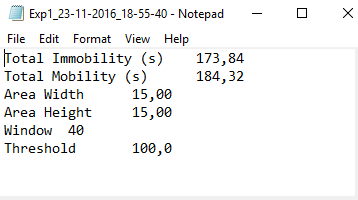 Exp1_23-11-2016_18-55-40 - Notepad
File Edit Format View Help
Total Immobility (s) 173,84
Total Mobility (s) 184,32
Area Width 15,00
Area Height 15,00
Window 40
Threshold 100,0